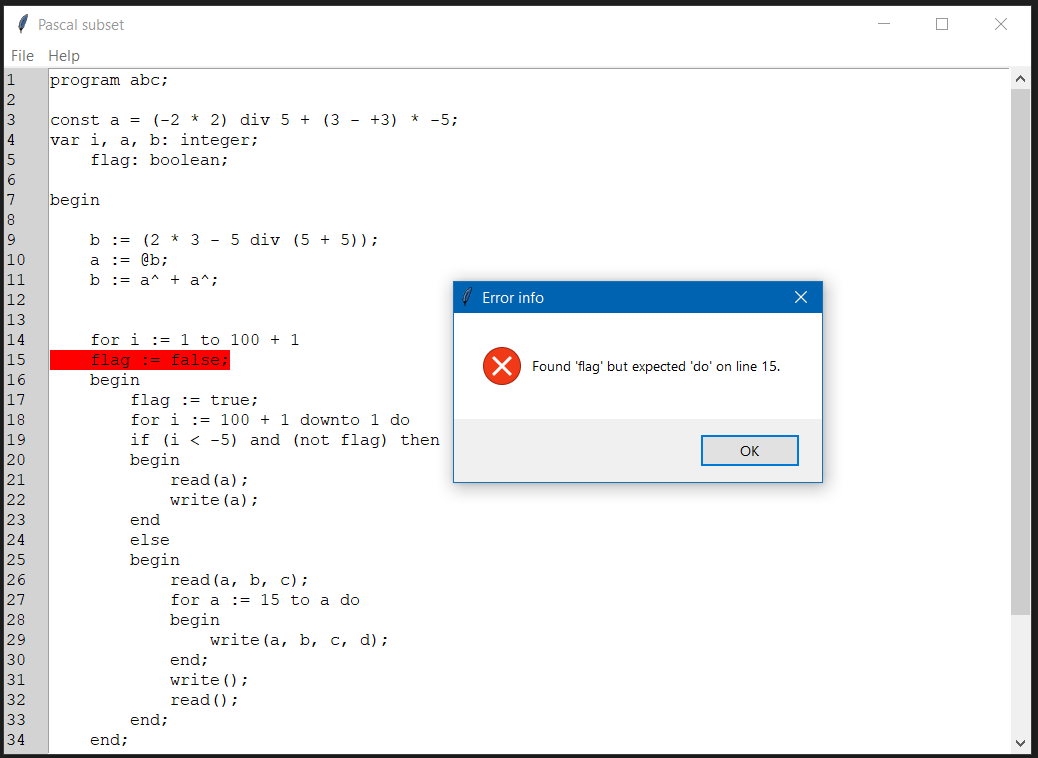 Pascal subset
File Help
1 program abc;
2
3 const a = (-2 * 2) div 5 + (3 - +3) * -5;
4 var i, a, b: integer;
5     flag: boolean;
6
7 begin
8
9     b := (2 * 3 - 5 div (5 + 5));
10     a := @b;
11     b := a^ + a^;
12
13
14     for i := 1 to 100 + 1
15     flag := false;
16     begin
17         flag := true;
18         for i := 100 + 1 downto 1 do
19         if (i < -5) and (not flag) then
20         begin
21             read(a);
22             write(a);
23         end
24         else
25         begin
26             read(a, b, c);
27             for a := 15 to a do
28             begin
29                 write(a, b, c, d);
30             end;
31             write();
32             read();
33         end;
34     end;
Error info
Found 'flag' but expected 'do' on line 15.
OK